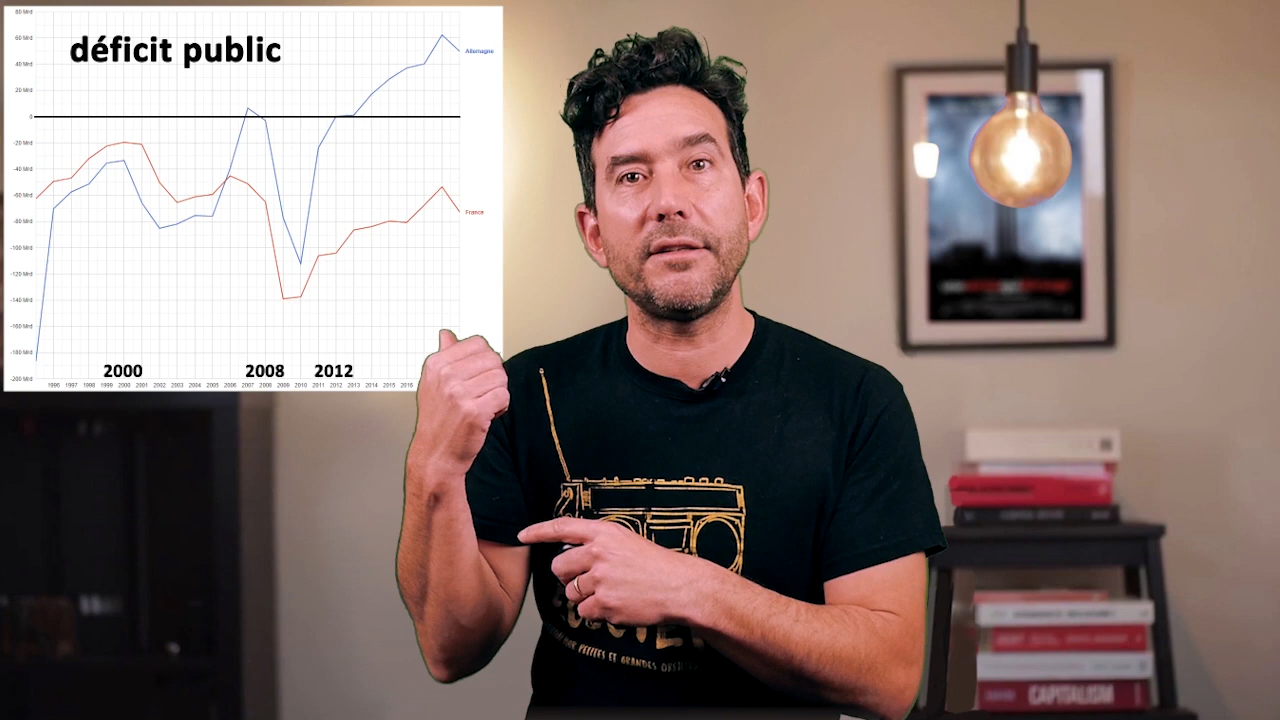 80 Mrd
déficit public
60 Mrd
Allemagne
40 Mrd
20 Mrd
0
-20 Mrd
-40 Mrd
-60 Mrd
-80 Mrd
France
-100 Mrd
-120 Mrd
-140 Mrd
-160 Mrd
-180 Mrd
-200 Mrd
2000 2008 2012
1996 1997 1998 1999 2000 2001 2002 2003 2004 2005 2006 2007 2008 2009 2010 2011 2012 2013 2014 2015 2016
PETITES ET GRANDES
CAPITALISM